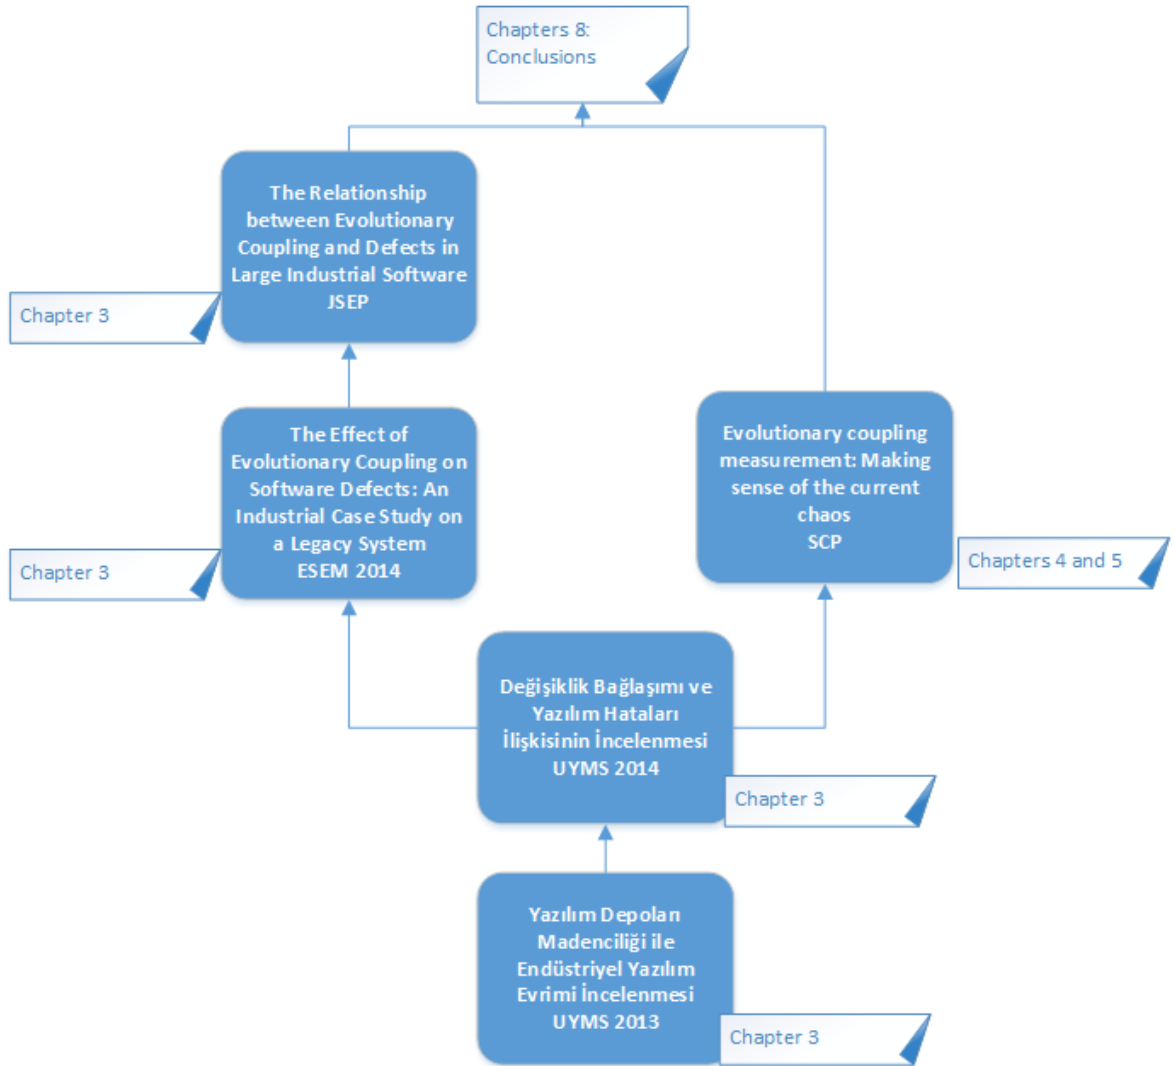 Chapters 8:
Conclusions
The Relationship
between Evolutionary
Coupling and Defects in
Large Industrial Software
JSEP
Chapter 3
The Effect of
Evolutionary Coupling on
Software Defects: An
Industrial Case Study on
a Legacy System
ESEM 2014
Chapter 3
Evolutionary coupling
measurement: Making
sense of the current
chaos
SCP
Chapters 4 and 5
Değişiklik Bağlaşımı ve
Yazılım Hataları
İlişkisinin İncelenmesi
UYMS 2014
Chapter 3
Yazılım Depoları
Madenciliği ile
Endüstriyel Yazılım
Evrimi İncelenmesi
UYMS 2013
Chapter 3